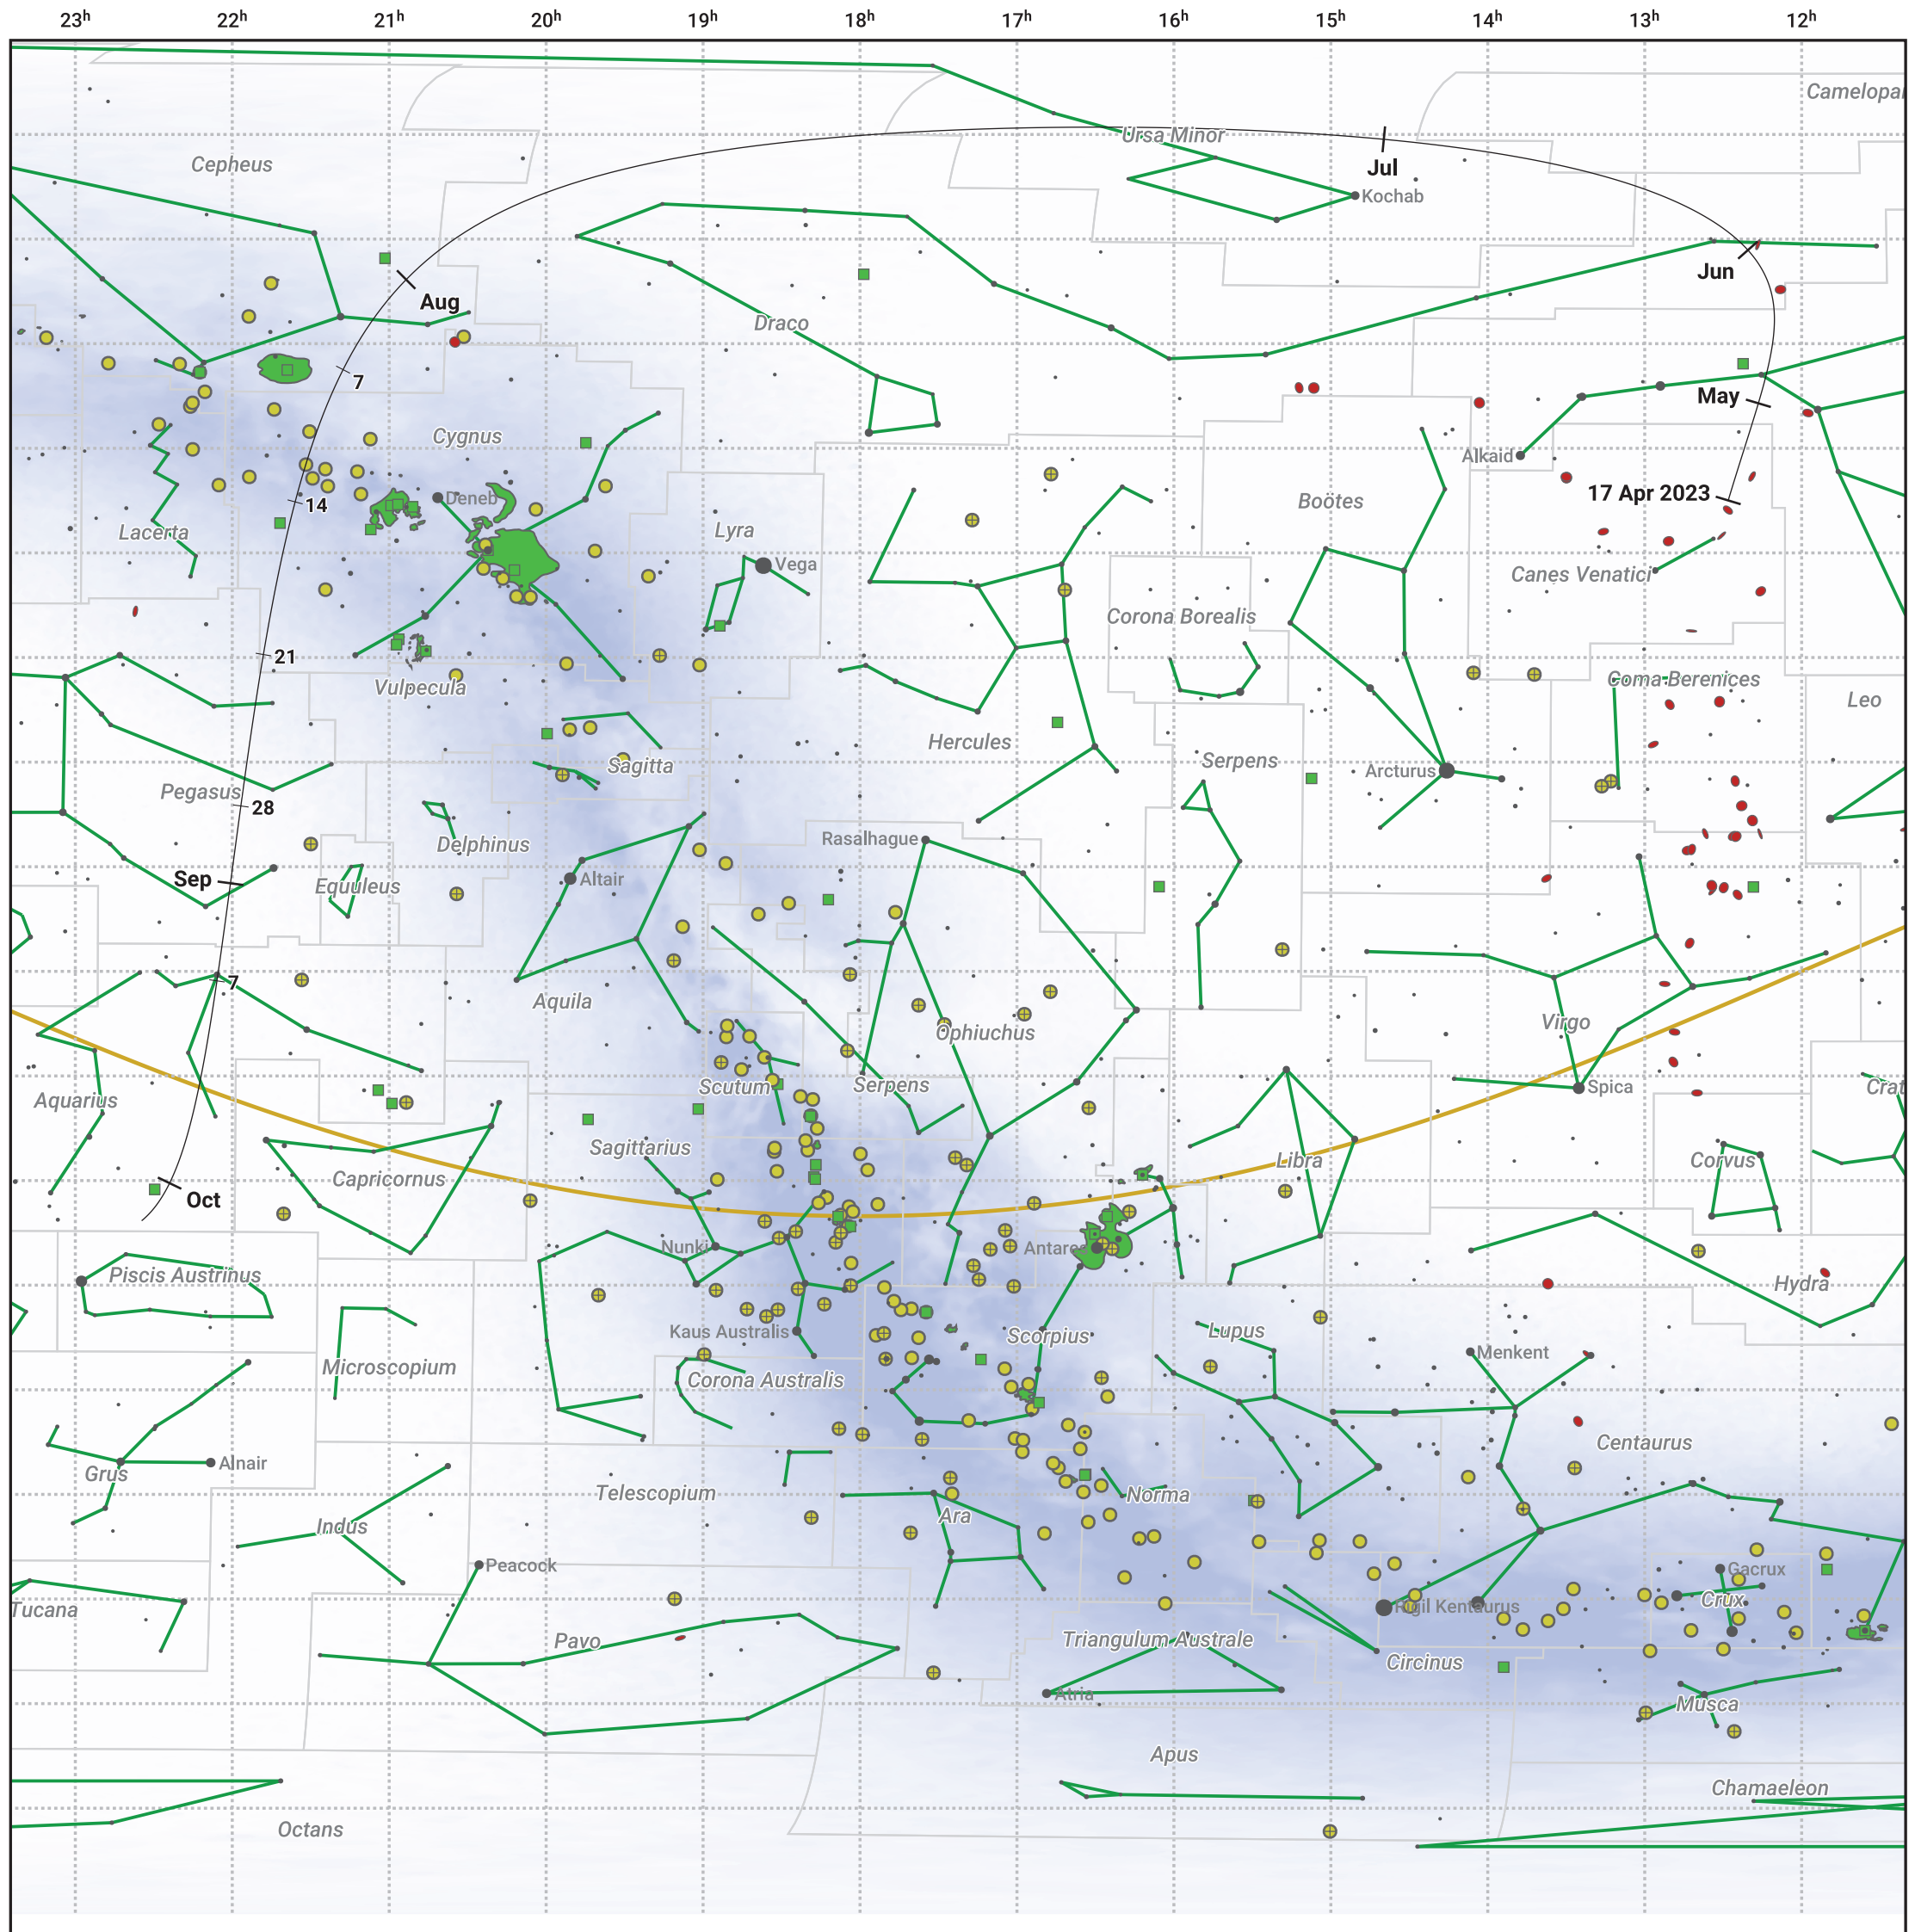 23h 22h 21h 20h 19h 18h 17h 16h 15h 14h 13h 12h
Camelopar
Ursa Minor
Cepheus
Jul
Kochab
Jun
Aug
Draco
7
May
Cygnus
Alkaid
17 Apr 2023
Deneb
Boötes
14
Lacerta
Lyra
Vega
Canes Venatici
Corona Borealis
21
Vulpecula
Coma Berenices
Leo
Hercules
Serpens
Sagitta
Arcturus
Pegasus
28
Rasalhague
Delphinus
Sep
Equuleus
Altair
7
Aquila
Ophiuchus
Virgo
Scutum
Serpens
Spica
Crat
Aquarius
Sagittarius
Libra
Corvus
Capricornus
Oct
Nunki
Antares
Piscis Austrinus
Hydra
Kaus Australis
Scorpius
Lupus
Menkent
Microscopium
Corona Australis
Centaurus
Grus
Alnair
Telescopium
Norma
Ara
Indus
Peacock
Gacrux
Crux
Rigil Kentaurus
Tucana
Pavo
Triangulum Australe
Circinus
Atria
Musca
Apus
Chamaeleon
Octans